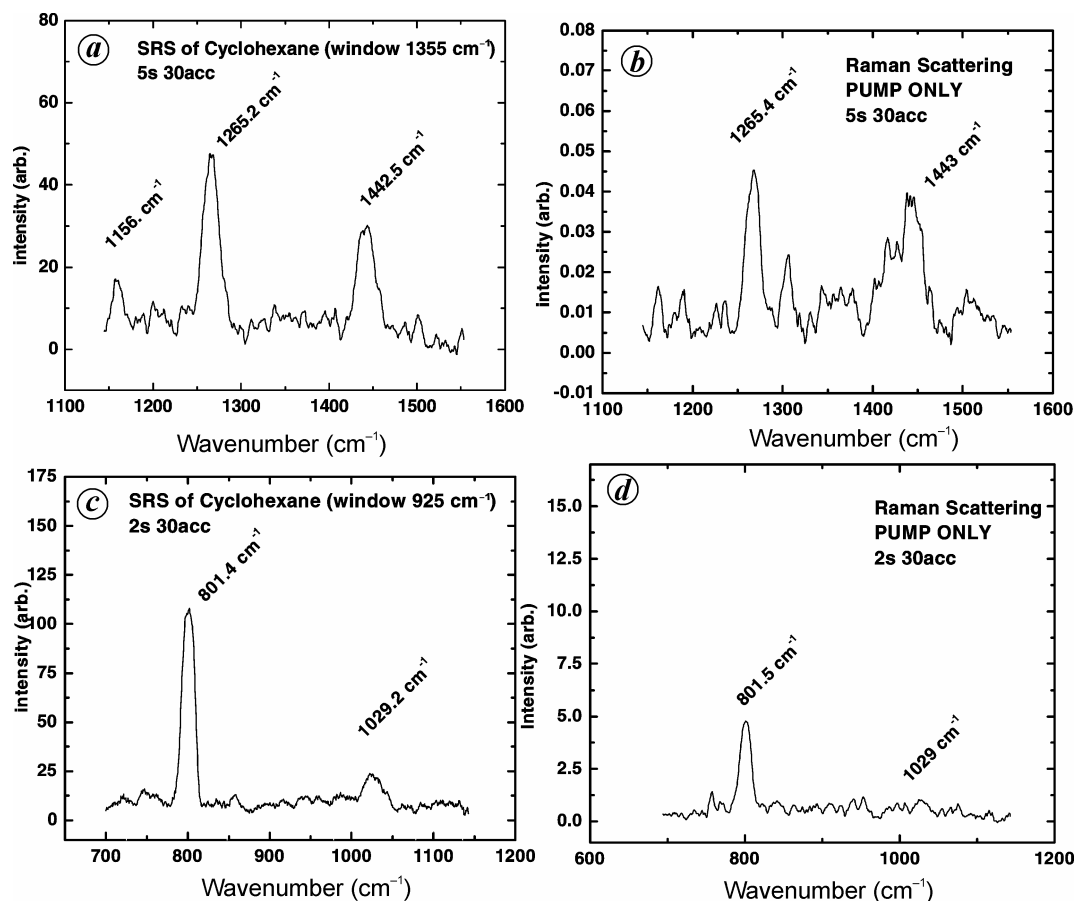 a
SRS of Cyclohexane (window 1355 cm⁻¹)
5s 30acc
1156. cm⁻¹
1265.2 cm⁻¹
1442.5 cm⁻¹
intensity (arb.)
80
60
40
20
0
1100 1200 1300 1400 1500 1600
Wavenumber (cm⁻¹)
b
Raman Scattering
PUMP ONLY
5s 30acc
1265.4 cm⁻¹
1443 cm⁻¹
intensity (arb.)
0.08
0.07
0.06
0.05
0.04
0.03
0.02
0.01
0.00
-0.01
1100 1200 1300 1400 1500 1600
Wavenumber (cm⁻¹)
c
SRS of Cyclohexane (window 925 cm⁻¹)
2s 30acc
801.4 cm⁻¹
1029.2 cm⁻¹
intensity (arb.)
175
150
125
100
75
50
25
0
700 800 900 1000 1100 1200
Wavenumber (cm⁻¹)
d
Raman Scattering
PUMP ONLY
2s 30acc
801.5 cm⁻¹
1029 cm⁻¹
Intensity (arb.)
15.0
12.5
10.0
7.5
5.0
2.5
0.0
600 800 1000 1200
Wavenumber (cm⁻¹)